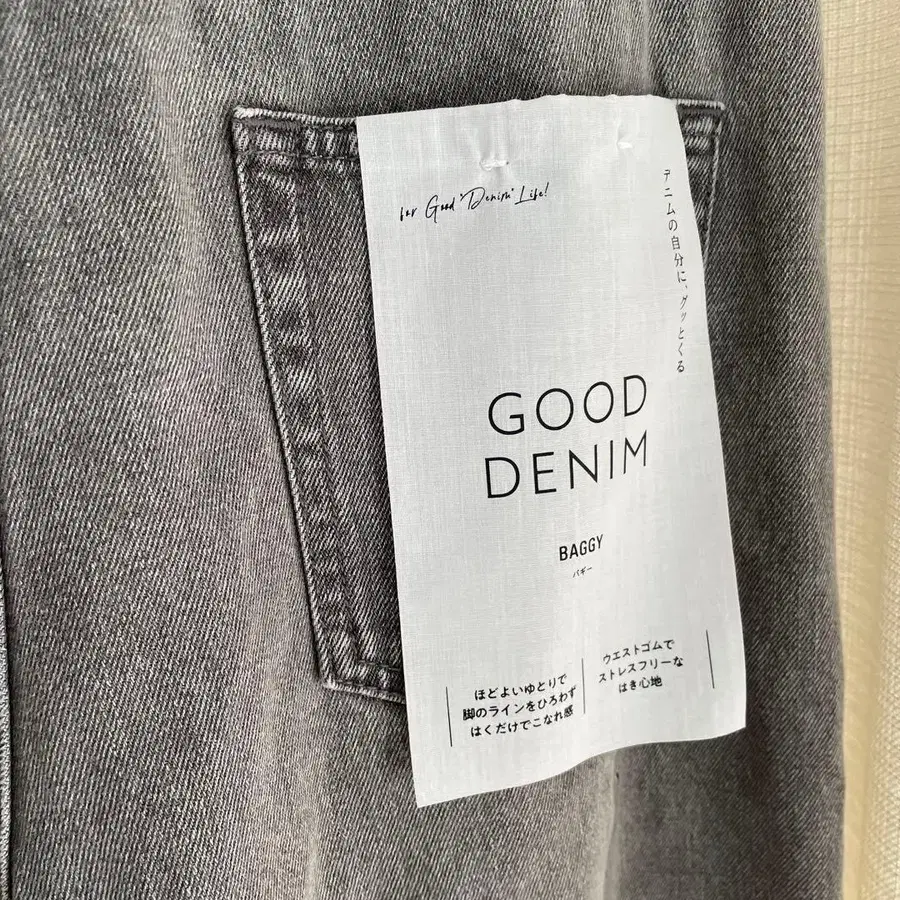 for Good "Denim" Life!
デニムの自分に、グッとくる
GOOD
DENIM
BAGGY
バギー
ほどよいゆとりで
脚のラインをひろわず
はくだけでこなれ感
ウエストゴムで
ストレスフリーな
はき心地